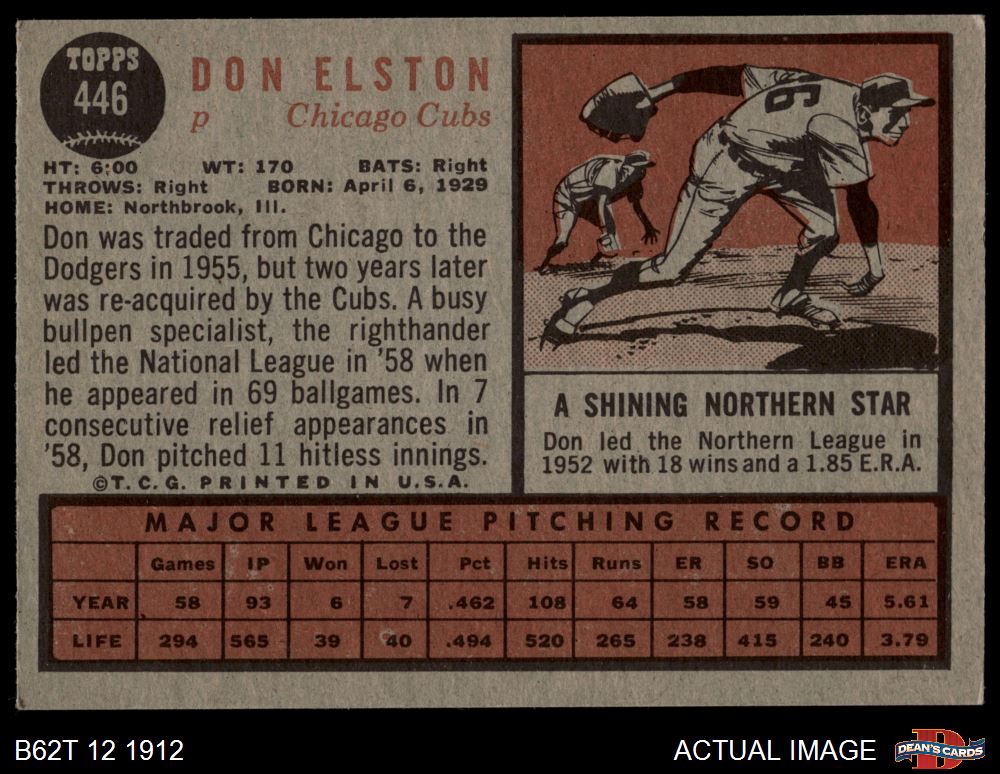 TOPPS
446
DON ELSTON
p Chicago Cubs
HT: 6:00 WT: 170 BATS: Right
THROWS: Right BORN: April 6, 1929
HOME: Northbrook, Ill.
Don was traded from Chicago to the
Dodgers in 1955, but two years later
was re-acquired by the Cubs. A busy
bullpen specialist, the righthander
led the National League in '58 when
he appeared in 69 ballgames. In 7
consecutive relief appearances in
'58, Don pitched 11 hitless innings.
©T. C. G. PRINTED IN U.S.A.
9
A SHINING NORTHERN STAR
Don led the Northern League in
1952 with 18 wins and a 1.85 E.R.A.
MAJOR LEAGUE PITCHING RECORD
Games IP Won Lost Pct Hits Runs ER SO BB ERA
YEAR 58 93 6 7 .462 108 64 58 59 45 5.61
LIFE 294 565 39 40 .494 520 265 238 415 240 3.79
B62T 12 1912
ACTUAL IMAGE
D
DEAN'S CARDS